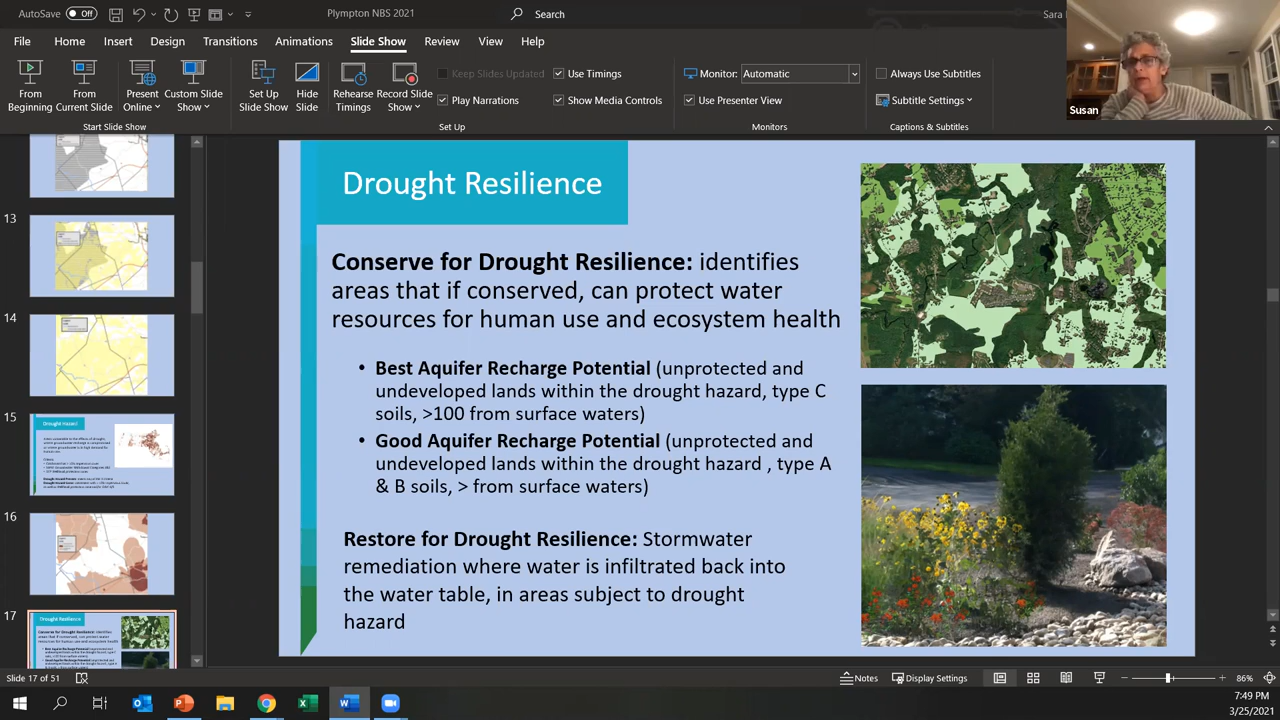 AutoSave Off
Plympton NBS 2021
Search
Sara
File Home Insert Design Transitions Animations Slide Show Review View Help
From Beginning
From Current Slide
Present Online
Custom Slide Show
Set Up Slide Show
Hide Slide
Rehearse Timings
Record Slide Show
Keep Slides Updated
Play Narrations
Use Timings
Show Media Controls
Monitor: Automatic
Use Presenter View
Always Use Subtitles
Subtitle Settings
Start Slide Show
Set Up
Monitors
Captions & Subtitles
Susan
13
14
15
Drought Hazard
16
17
Drought Resilience
Drought Resilience
Conserve for Drought Resilience: identifies
areas that if conserved, can protect water
resources for human use and ecosystem health
• Best Aquifer Recharge Potential (unprotected and
undeveloped lands within the drought hazard, type C
soils, >100 from surface waters)
• Good Aquifer Recharge Potential (unprotected and
undeveloped lands within the drought hazard , type A
& B soils, > from surface waters)
Restore for Drought Resilience: Stormwater
remediation where water is infiltrated back into
the water table, in areas subject to drought
hazard
Slide 17 of 51
Notes
Display Settings
86%
7:49 PM
3/25/2021